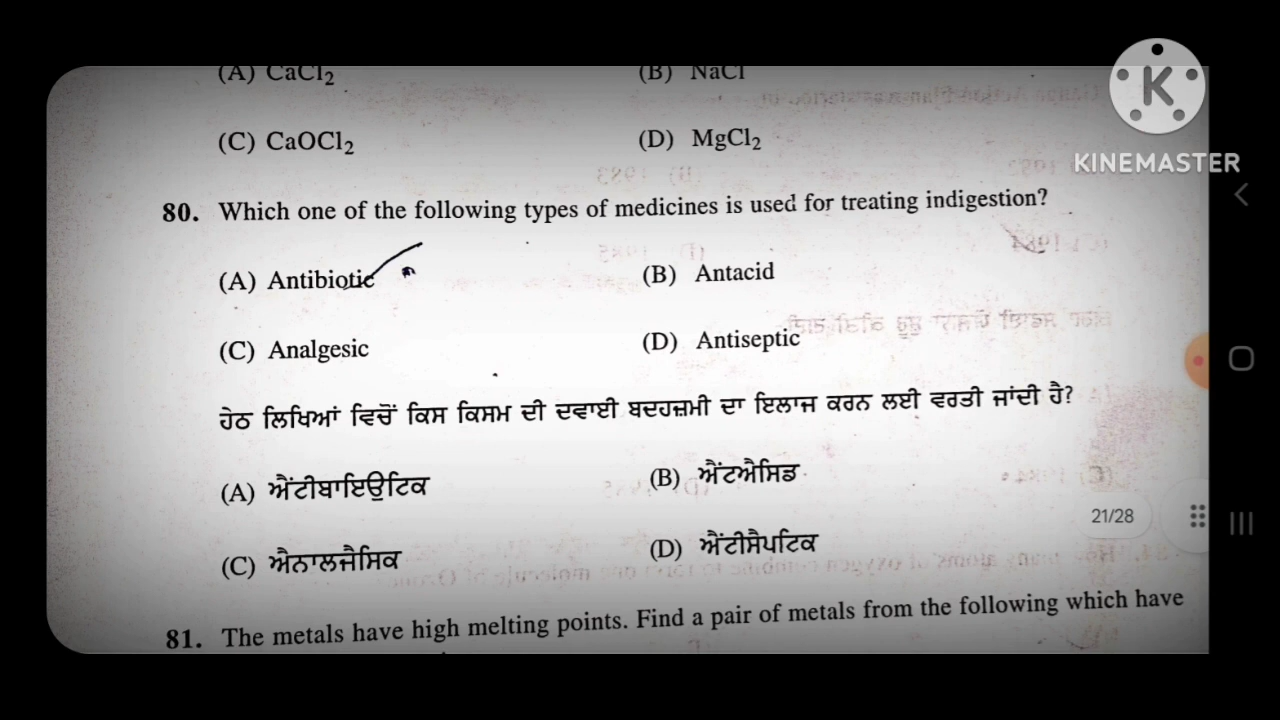 (A) CaCl₂ (B) NaCl
(C) CaOCl₂ (D) MgCl₂
KINEMASTER
80. Which one of the following types of medicines is used for treating indigestion?
(A) Antibiotic (B) Antacid
(C) Analgesic (D) Antiseptic
ਹੇਠ ਲਿਖਿਆਂ ਵਿਚੋਂ ਕਿਸ ਕਿਸਮ ਦੀ ਦਵਾਈ ਬਦਹਜ਼ਮੀ ਦਾ ਇਲਾਜ ਕਰਨ ਲਈ ਵਰਤੀ ਜਾਂਦੀ ਹੈ?
(A) ਐਂਟੀਬਾਇਉਟਿਕ (B) ਐਂਟਐਸਿਡ
21/28
(C) ਐਨਾਲਜੈਸਿਕ (D) ਐਂਟੀਸੈਪਟਿਕ
81. The metals have high melting points. Find a pair of metals from the following which have